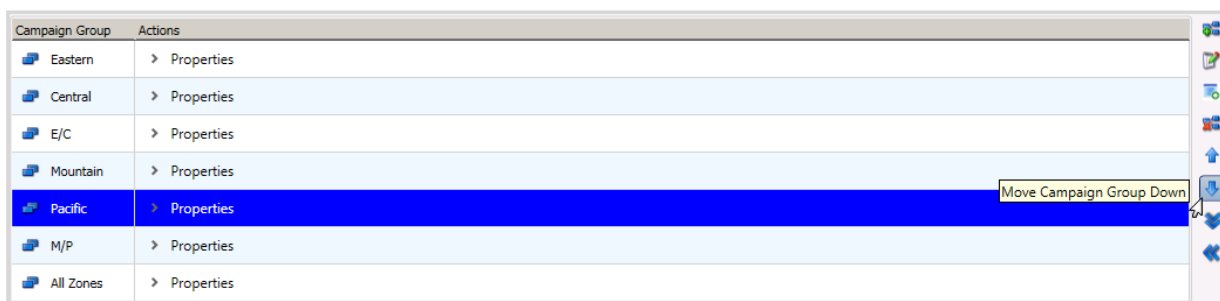 Campaign Group Actions
Eastern Properties
Central Properties
E/C Properties
Mountain Properties
Move Campaign Group Down
Pacific Properties
M/P Properties
All Zones Properties